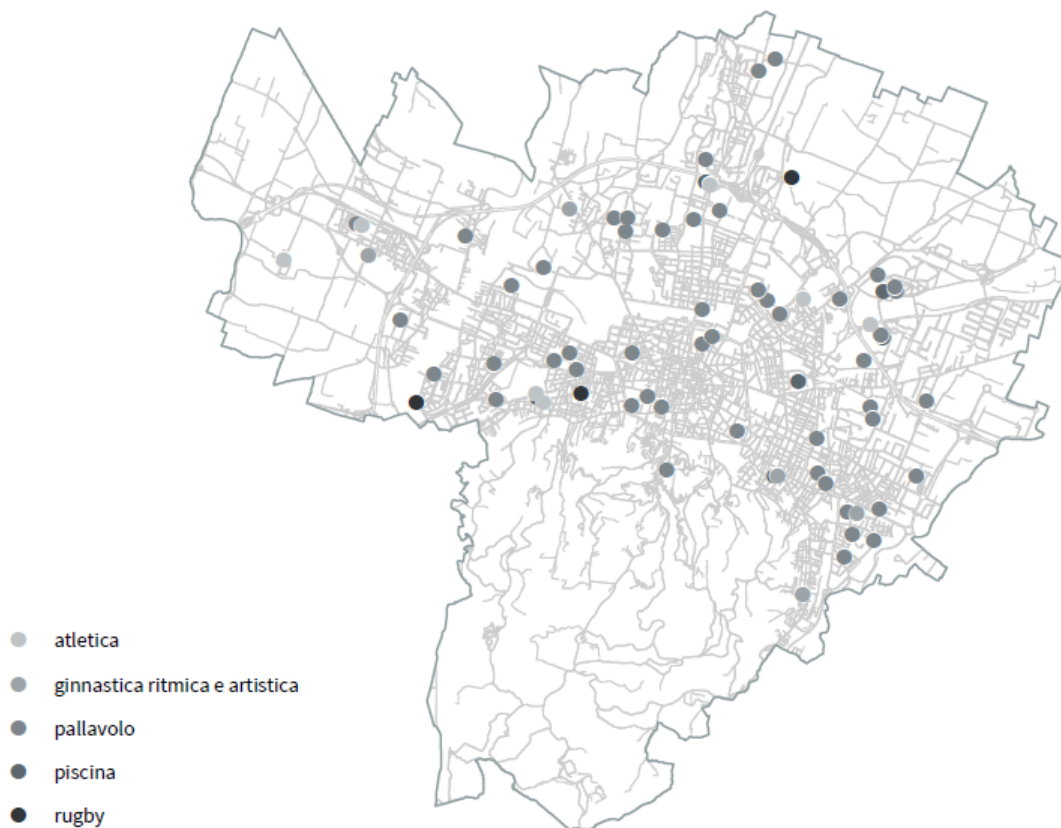 atletica
ginnastica ritmica e artistica
pallavolo
piscina
rugby